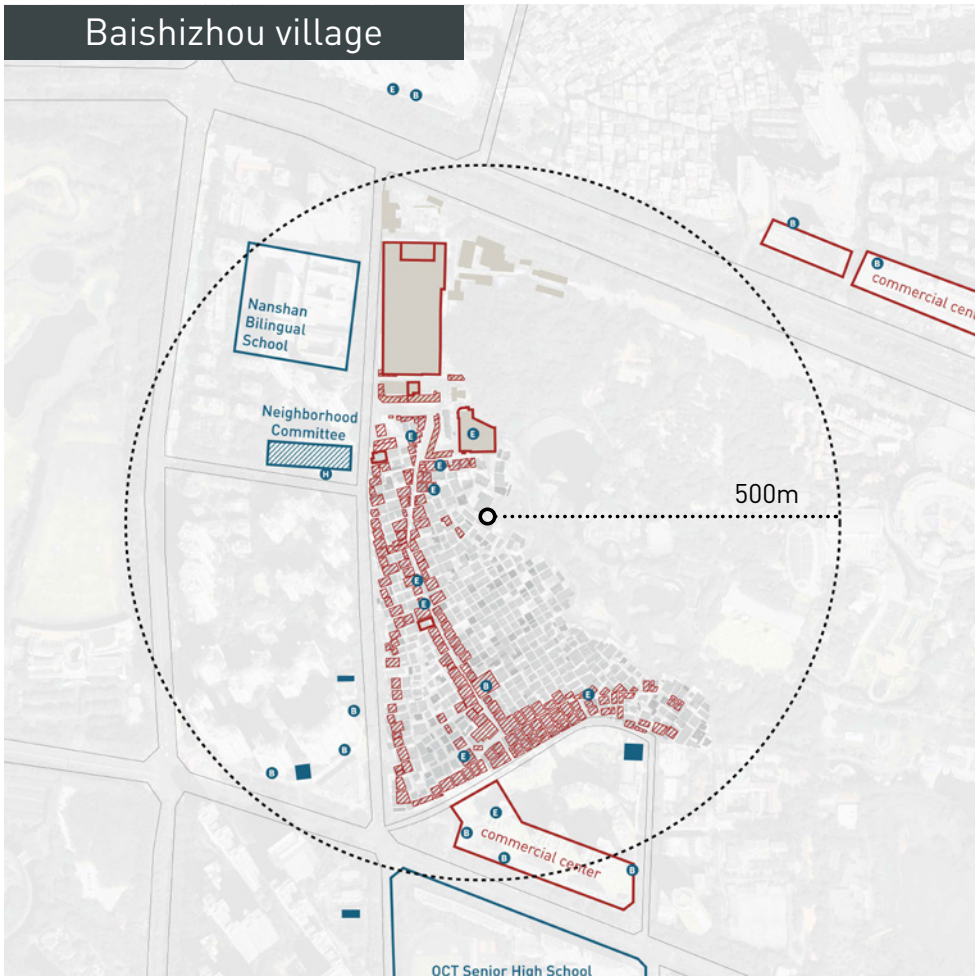 Baishizhou village
E
B
B
B
commercial cent
Nanshan
Bilingual
School
Neighborhood
Committee
H
E
E
E
E
500m
E
E
B
E
E
B
B
B
E
B
commercial center
B
B
OCT Senior High School